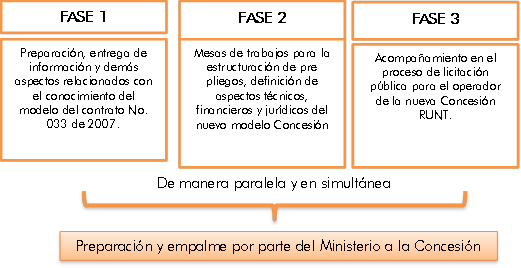 FASE 1
Preparación, entrega de
información y demás
aspectos relacionados con
el conocimiento del
modelo del contrato No.
033 de 2007.
FASE 2
Mesas de trabajos para la
estructuración de pre
pliegos, definición de
aspectos técnicos,
financieros y jurídicos del
nuevo modelo Concesión
FASE 3
Acompañamiento en el
proceso de licitación
pública para el operador
de la nueva Concesión
RUNT.
De manera paralela y en simultánea
Preparación y empalme por parte del Ministerio a la Concesión